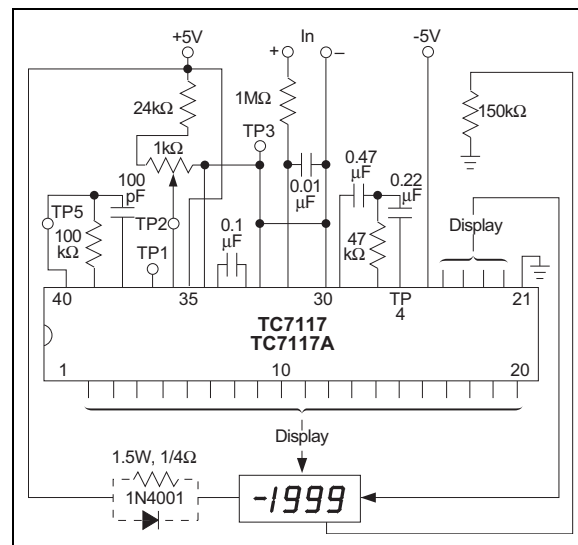 +5V
In
-5V
+
–
24kΩ
1MΩ
150kΩ
1kΩ
TP3
0.47
μF
0.22
μF
100
pF
0.01
μF
TP5
TP2
0.1
μF
Display
100
kΩ
TP1
47
kΩ
40
35
30
TP
4
21
TC7117
TC7117A
1
10
20
Display
1.5W, 1/4Ω
1N4001
-1999